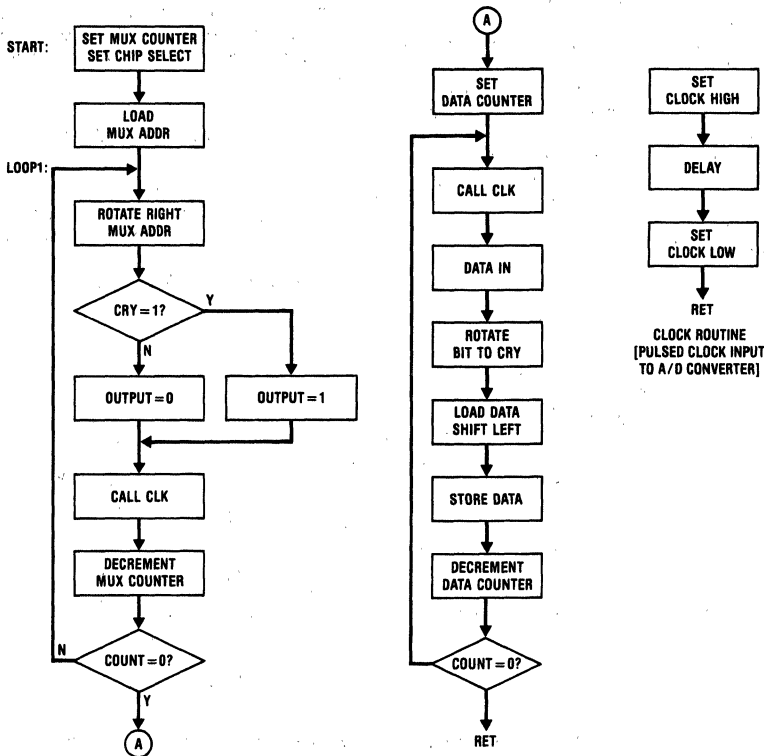 START:
SET MUX COUNTER
SET CHIP SELECT
LOAD
MUX ADDR
LOOP1:
ROTATE RIGHT
MUX ADDR
CRY=1?
Y
N
OUTPUT=0
OUTPUT=1
CALL CLK
DECREMENT
MUX COUNTER
N
COUNT=0?
Y
A
A
SET
DATA COUNTER
CALL CLK
DATA IN
ROTATE
BIT TO CRY
LOAD DATA
SHIFT LEFT
STORE DATA
DECREMENT
DATA COUNTER
COUNT=0?
RET
SET
CLOCK HIGH
DELAY
SET
CLOCK LOW
RET
CLOCK ROUTINE
[PULSED CLOCK INPUT
TO A/D CONVERTER]